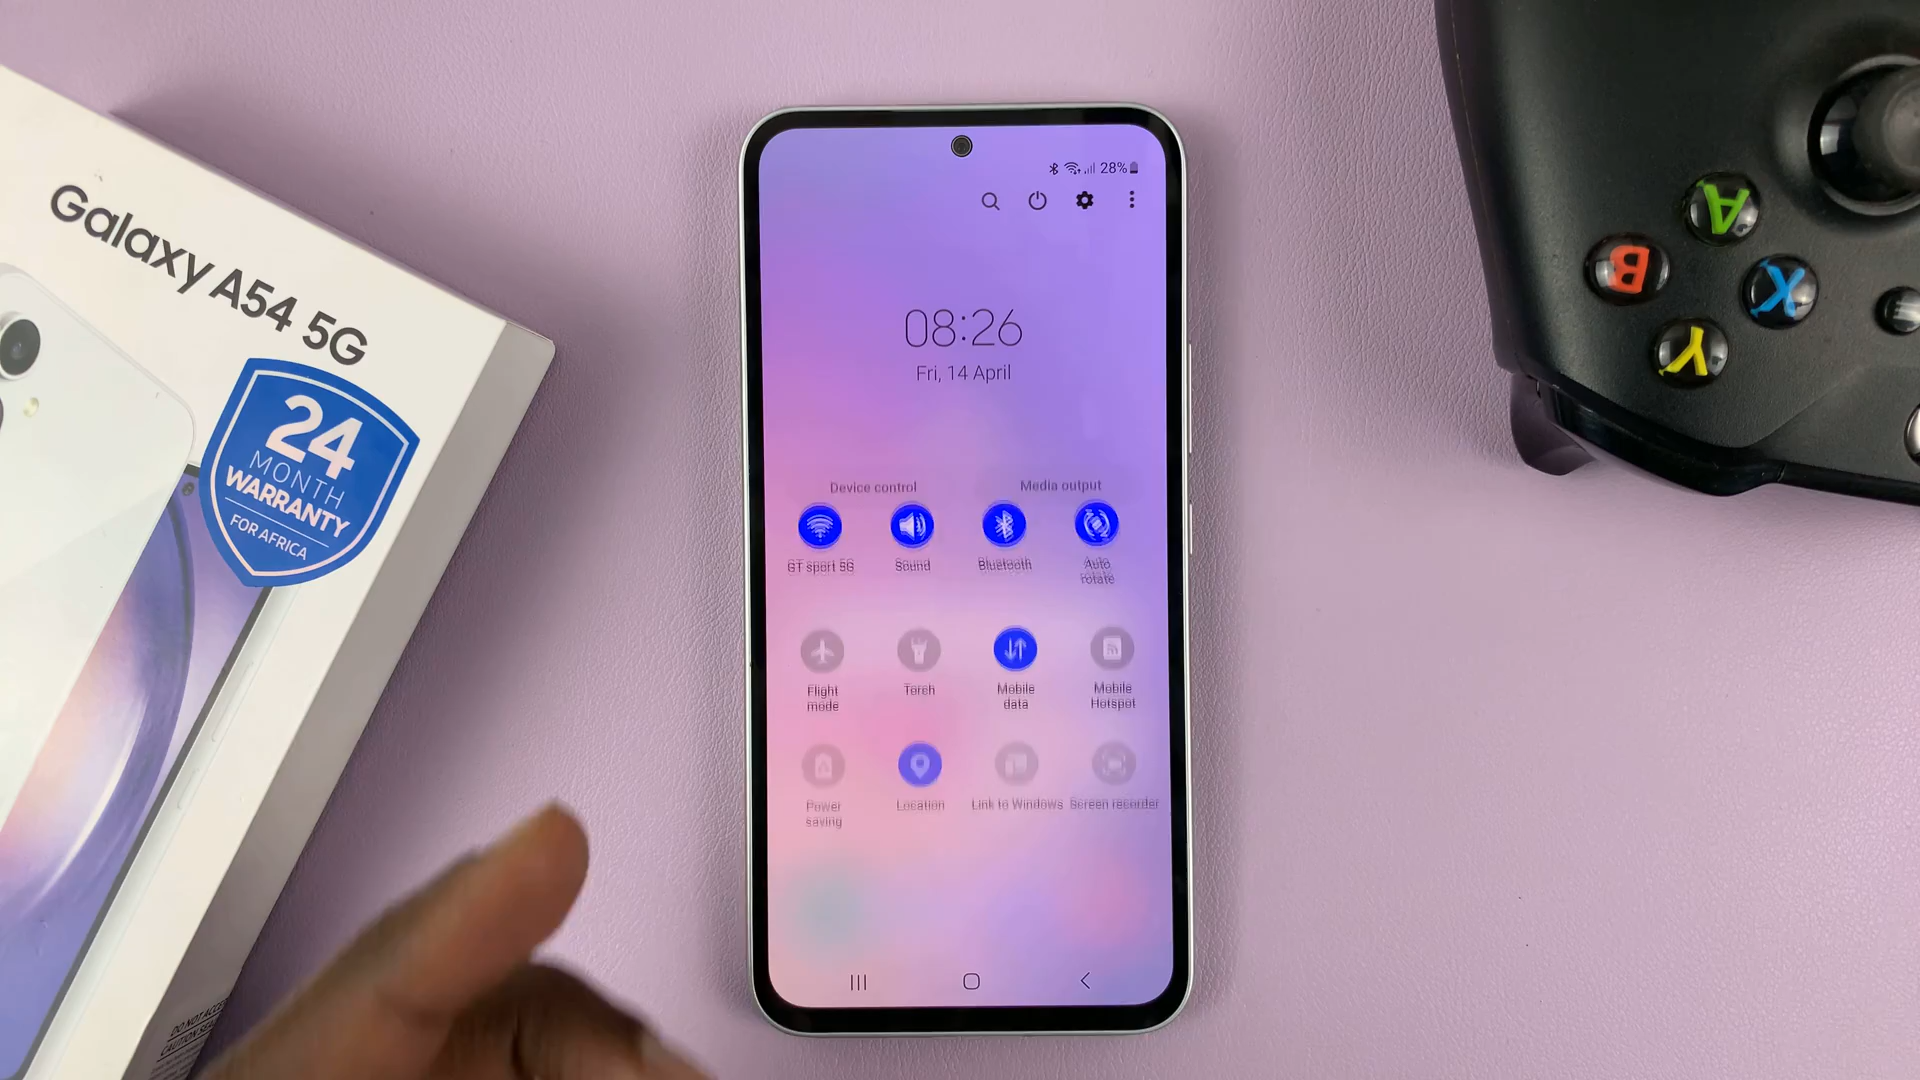 Galaxy A54 5G
24
MONTH
WARRANTY
FOR AFRICA
28%
08:26
Fri, 14 April
Device control
Media output
GT sport 5G
Sound
Bluetooth
Auto
rotate
Flight
mode
Torch
Mobile
data
Mobile
Hotspot
Power
saving
Location
Link to Windows
Screen recorder
A
B
X
Y